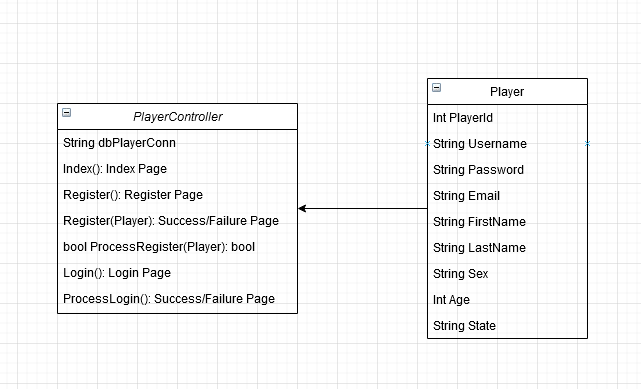 PlayerController
String dbPlayerConn
Index(): Index Page
Register(): Register Page
Register(Player): Success/Failure Page
bool ProcessRegister(Player): bool
Login(): Login Page
ProcessLogin(): Success/Failure Page
Player
Int PlayerId
String Username
String Password
String Email
String FirstName
String LastName
String Sex
Int Age
String State